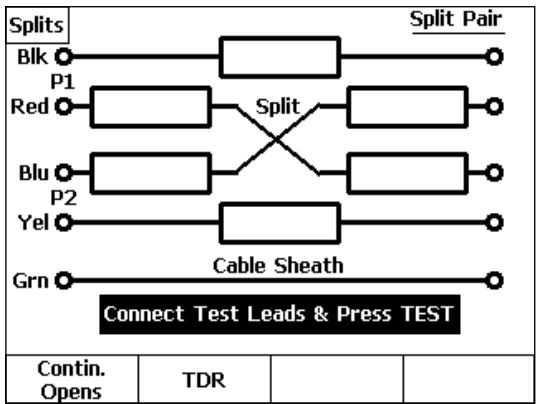 Splits
Split Pair
Blk
P1
Red
Split
Blu
P2
Yel
Cable Sheath
Grn
Connect Test Leads & Press TEST
Contin.
Opens
TDR